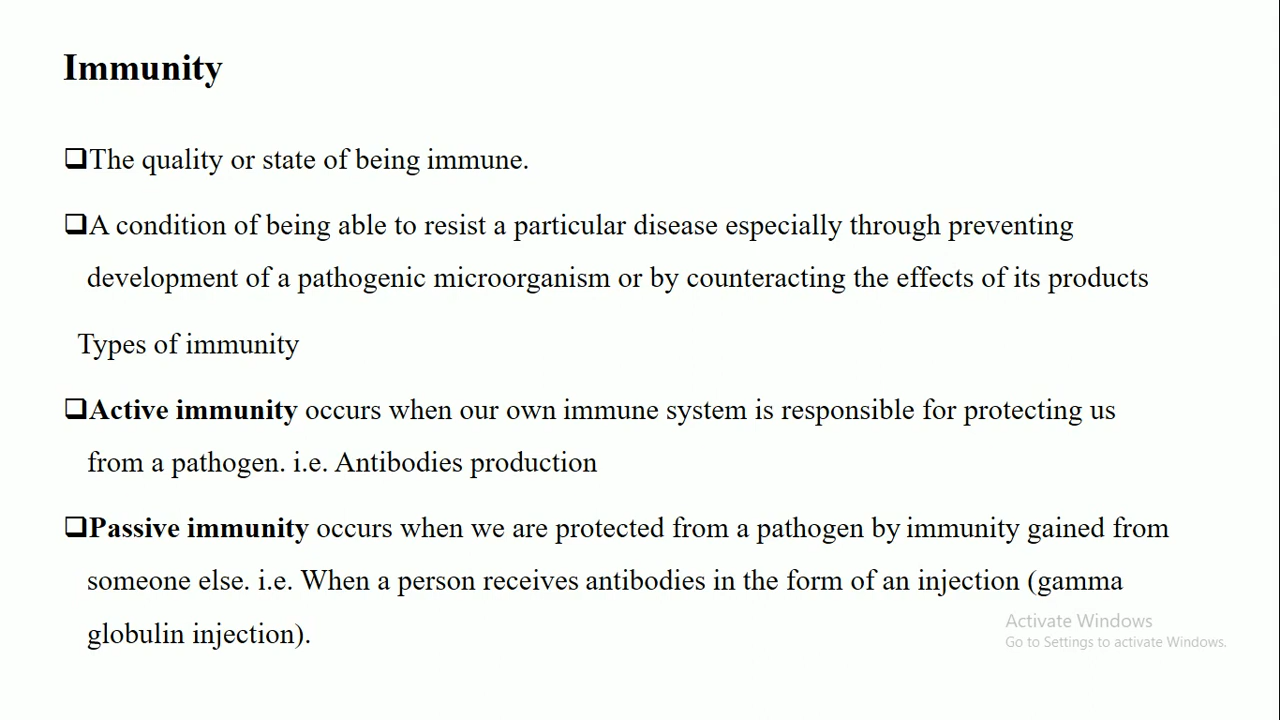 Immunity
❑The quality or state of being immune.
❑A condition of being able to resist a particular disease especially through preventing
development of a pathogenic microorganism or by counteracting the effects of its products
Types of immunity
❑Active immunity occurs when our own immune system is responsible for protecting us
from a pathogen. i.e. Antibodies production
❑Passive immunity occurs when we are protected from a pathogen by immunity gained from
someone else. i.e. When a person receives antibodies in the form of an injection (gamma
globulin injection).
Activate Windows
Go to Settings to activate Windows.